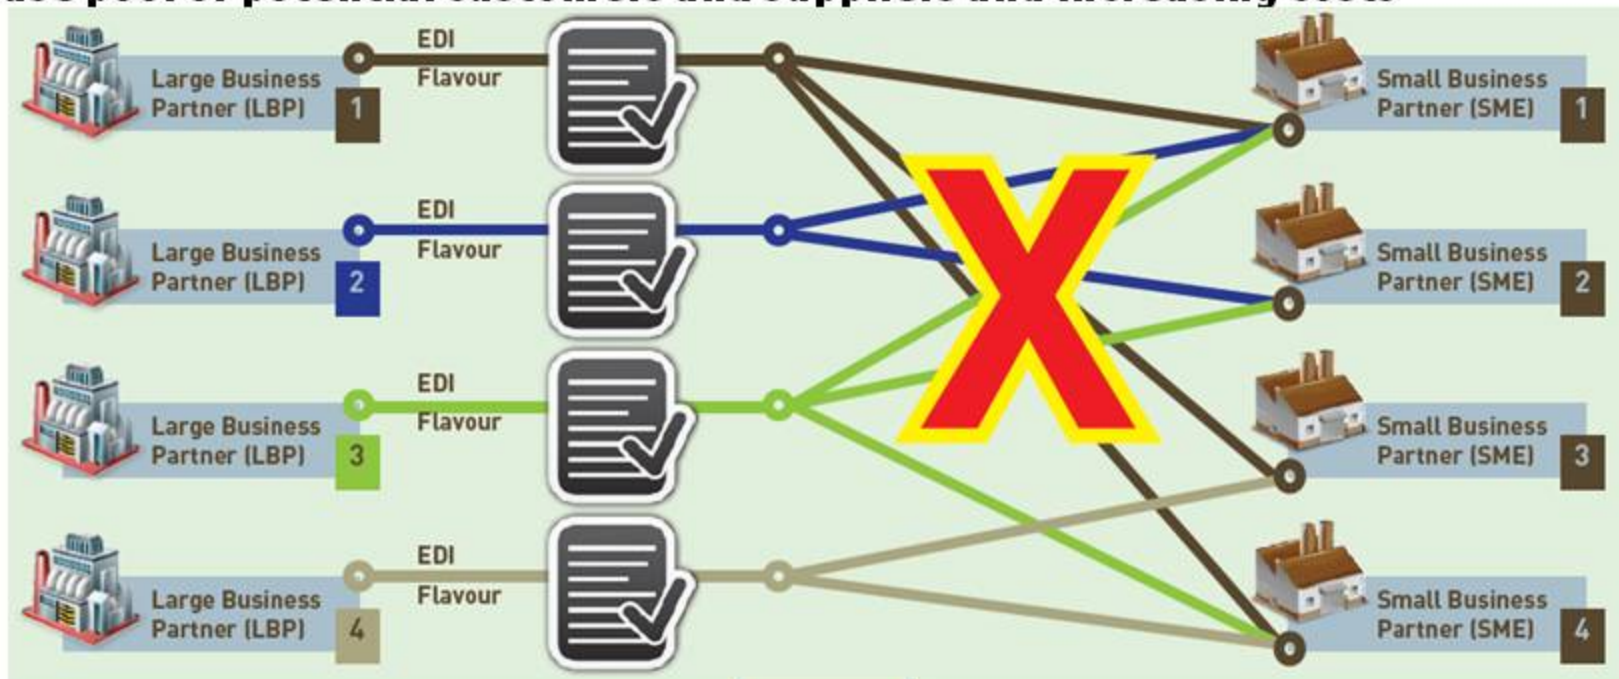 EDI
Flavour
Large Business
Partner (LBP)
1
Small Business
Partner (SME)
1
EDI
Flavour
Large Business
Partner (LBP)
2
Small Business
Partner (SME)
2
X
EDI
Flavour
Large Business
Partner (LBP)
3
Small Business
Partner (SME)
3
EDI
Flavour
Large Business
Partner (LBP)
4
Small Business
Partner (SME)
4